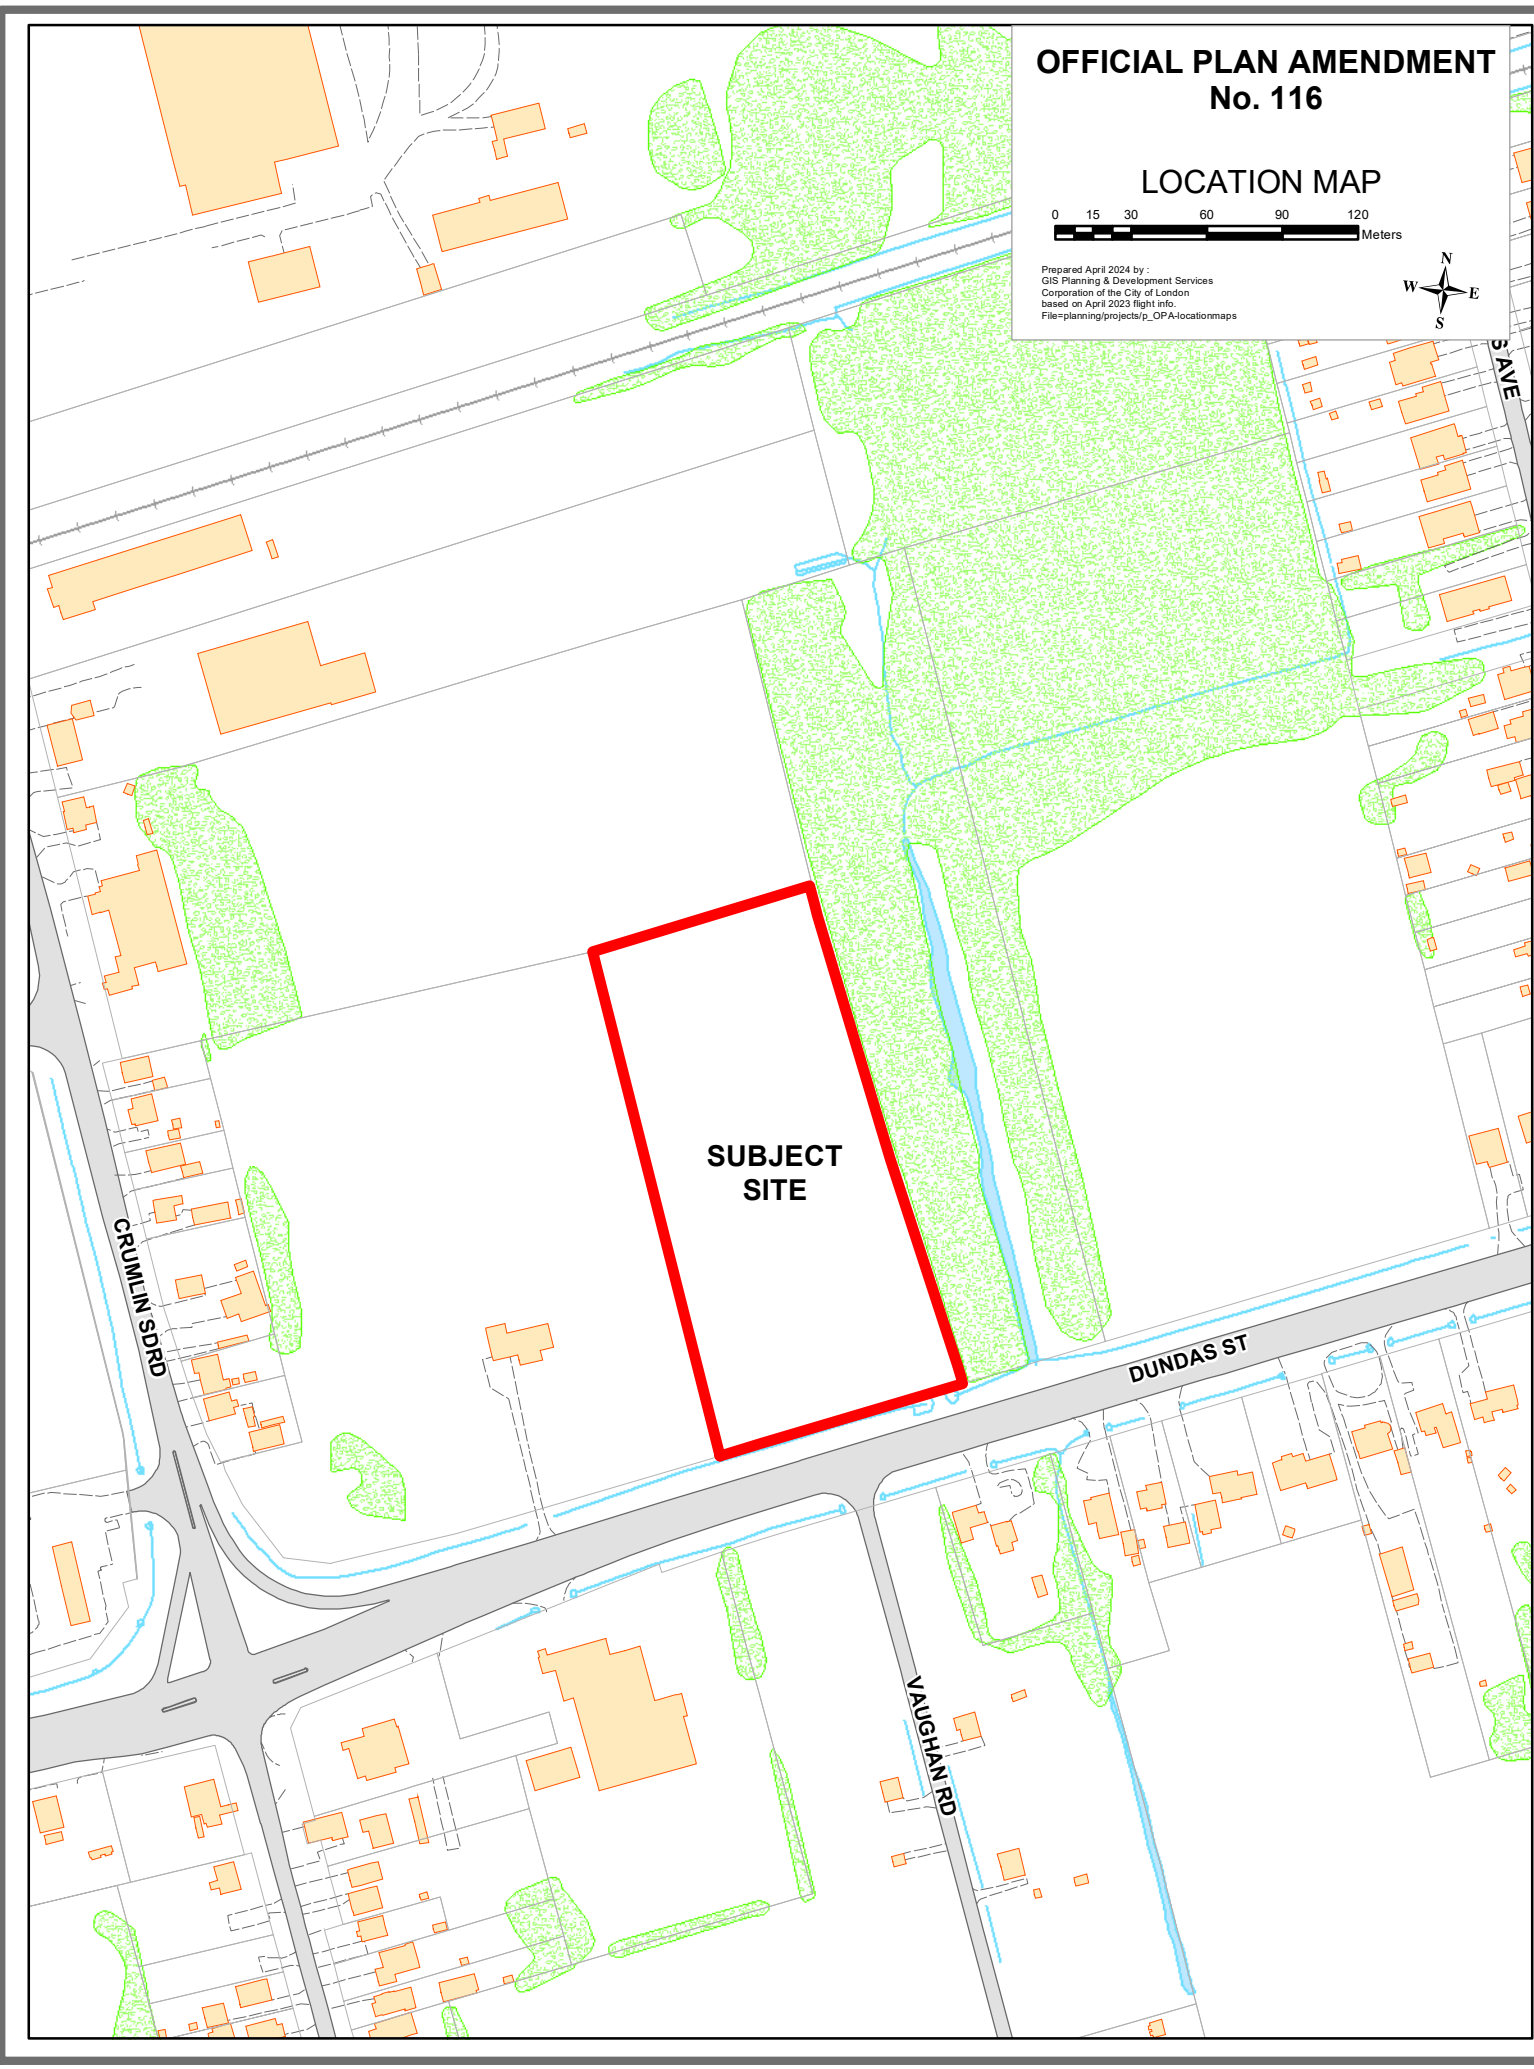 OFFICIAL PLAN AMENDMENT
No. 116
LOCATION MAP
0 15 30 60 90 120
Meters
Prepared April 2024 by :
GIS Planning & Development Services
Corporation of the City of London
based on April 2023 flight info.
File=planning/projects/p_OPA-locationmaps
N
W E
S
AVE
SUBJECT
SITE
CRUMLIN SDRD
DUNDAS ST
VAUGHAN RD